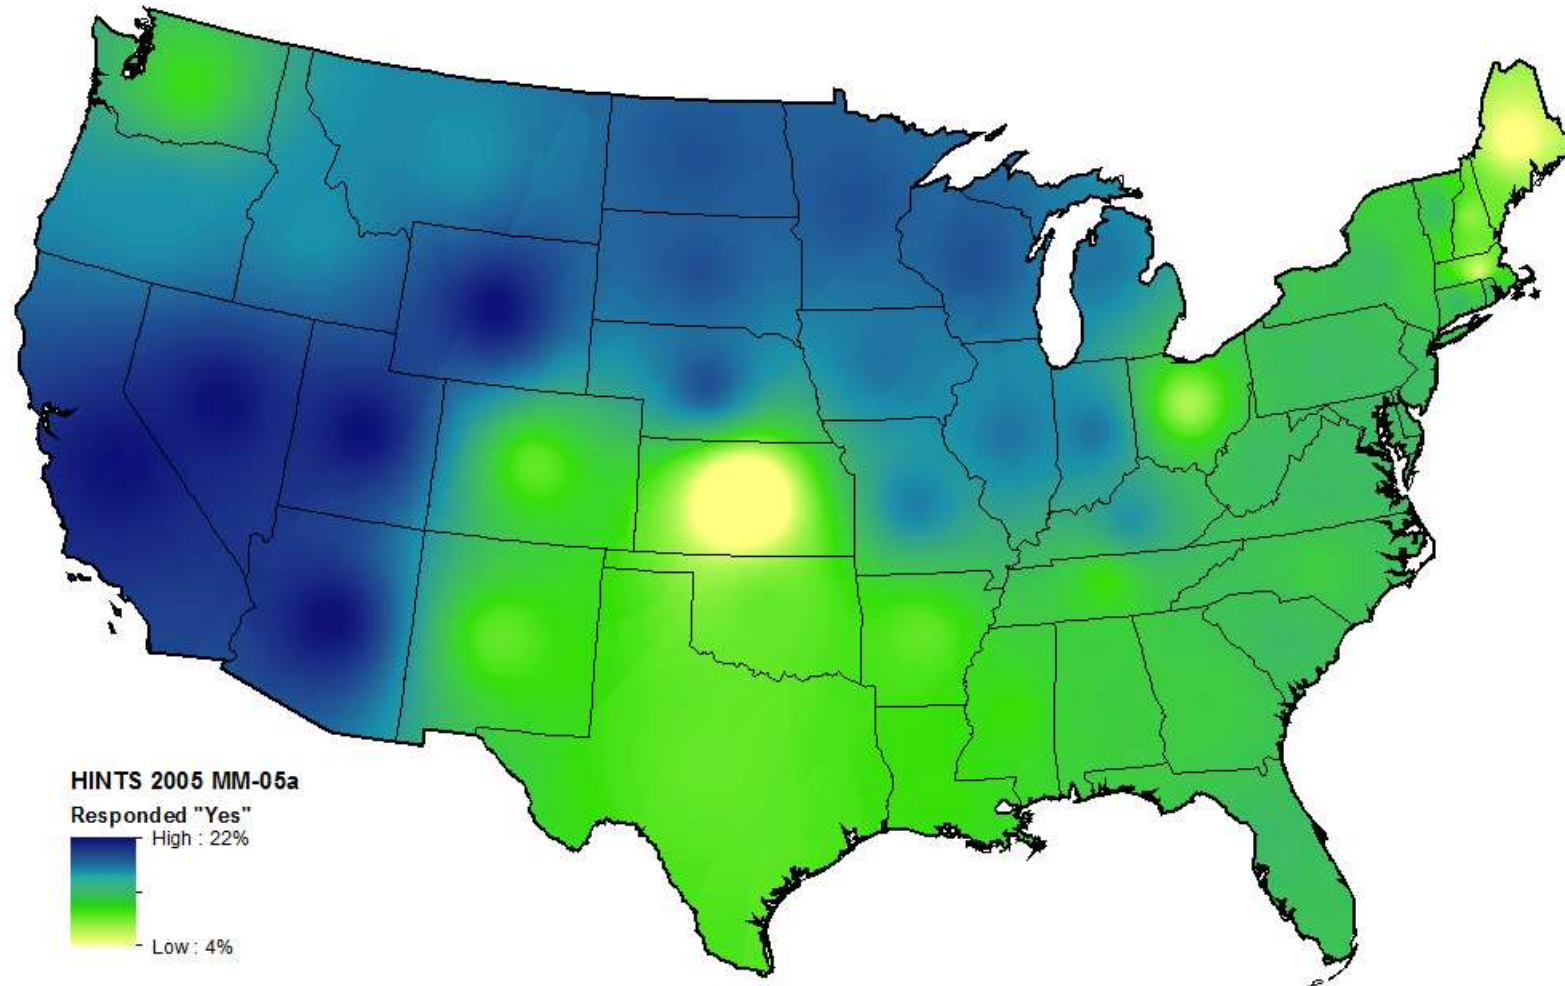 HINTS 2005 MM-05a
Responded "Yes"
High : 22%
Low : 4%